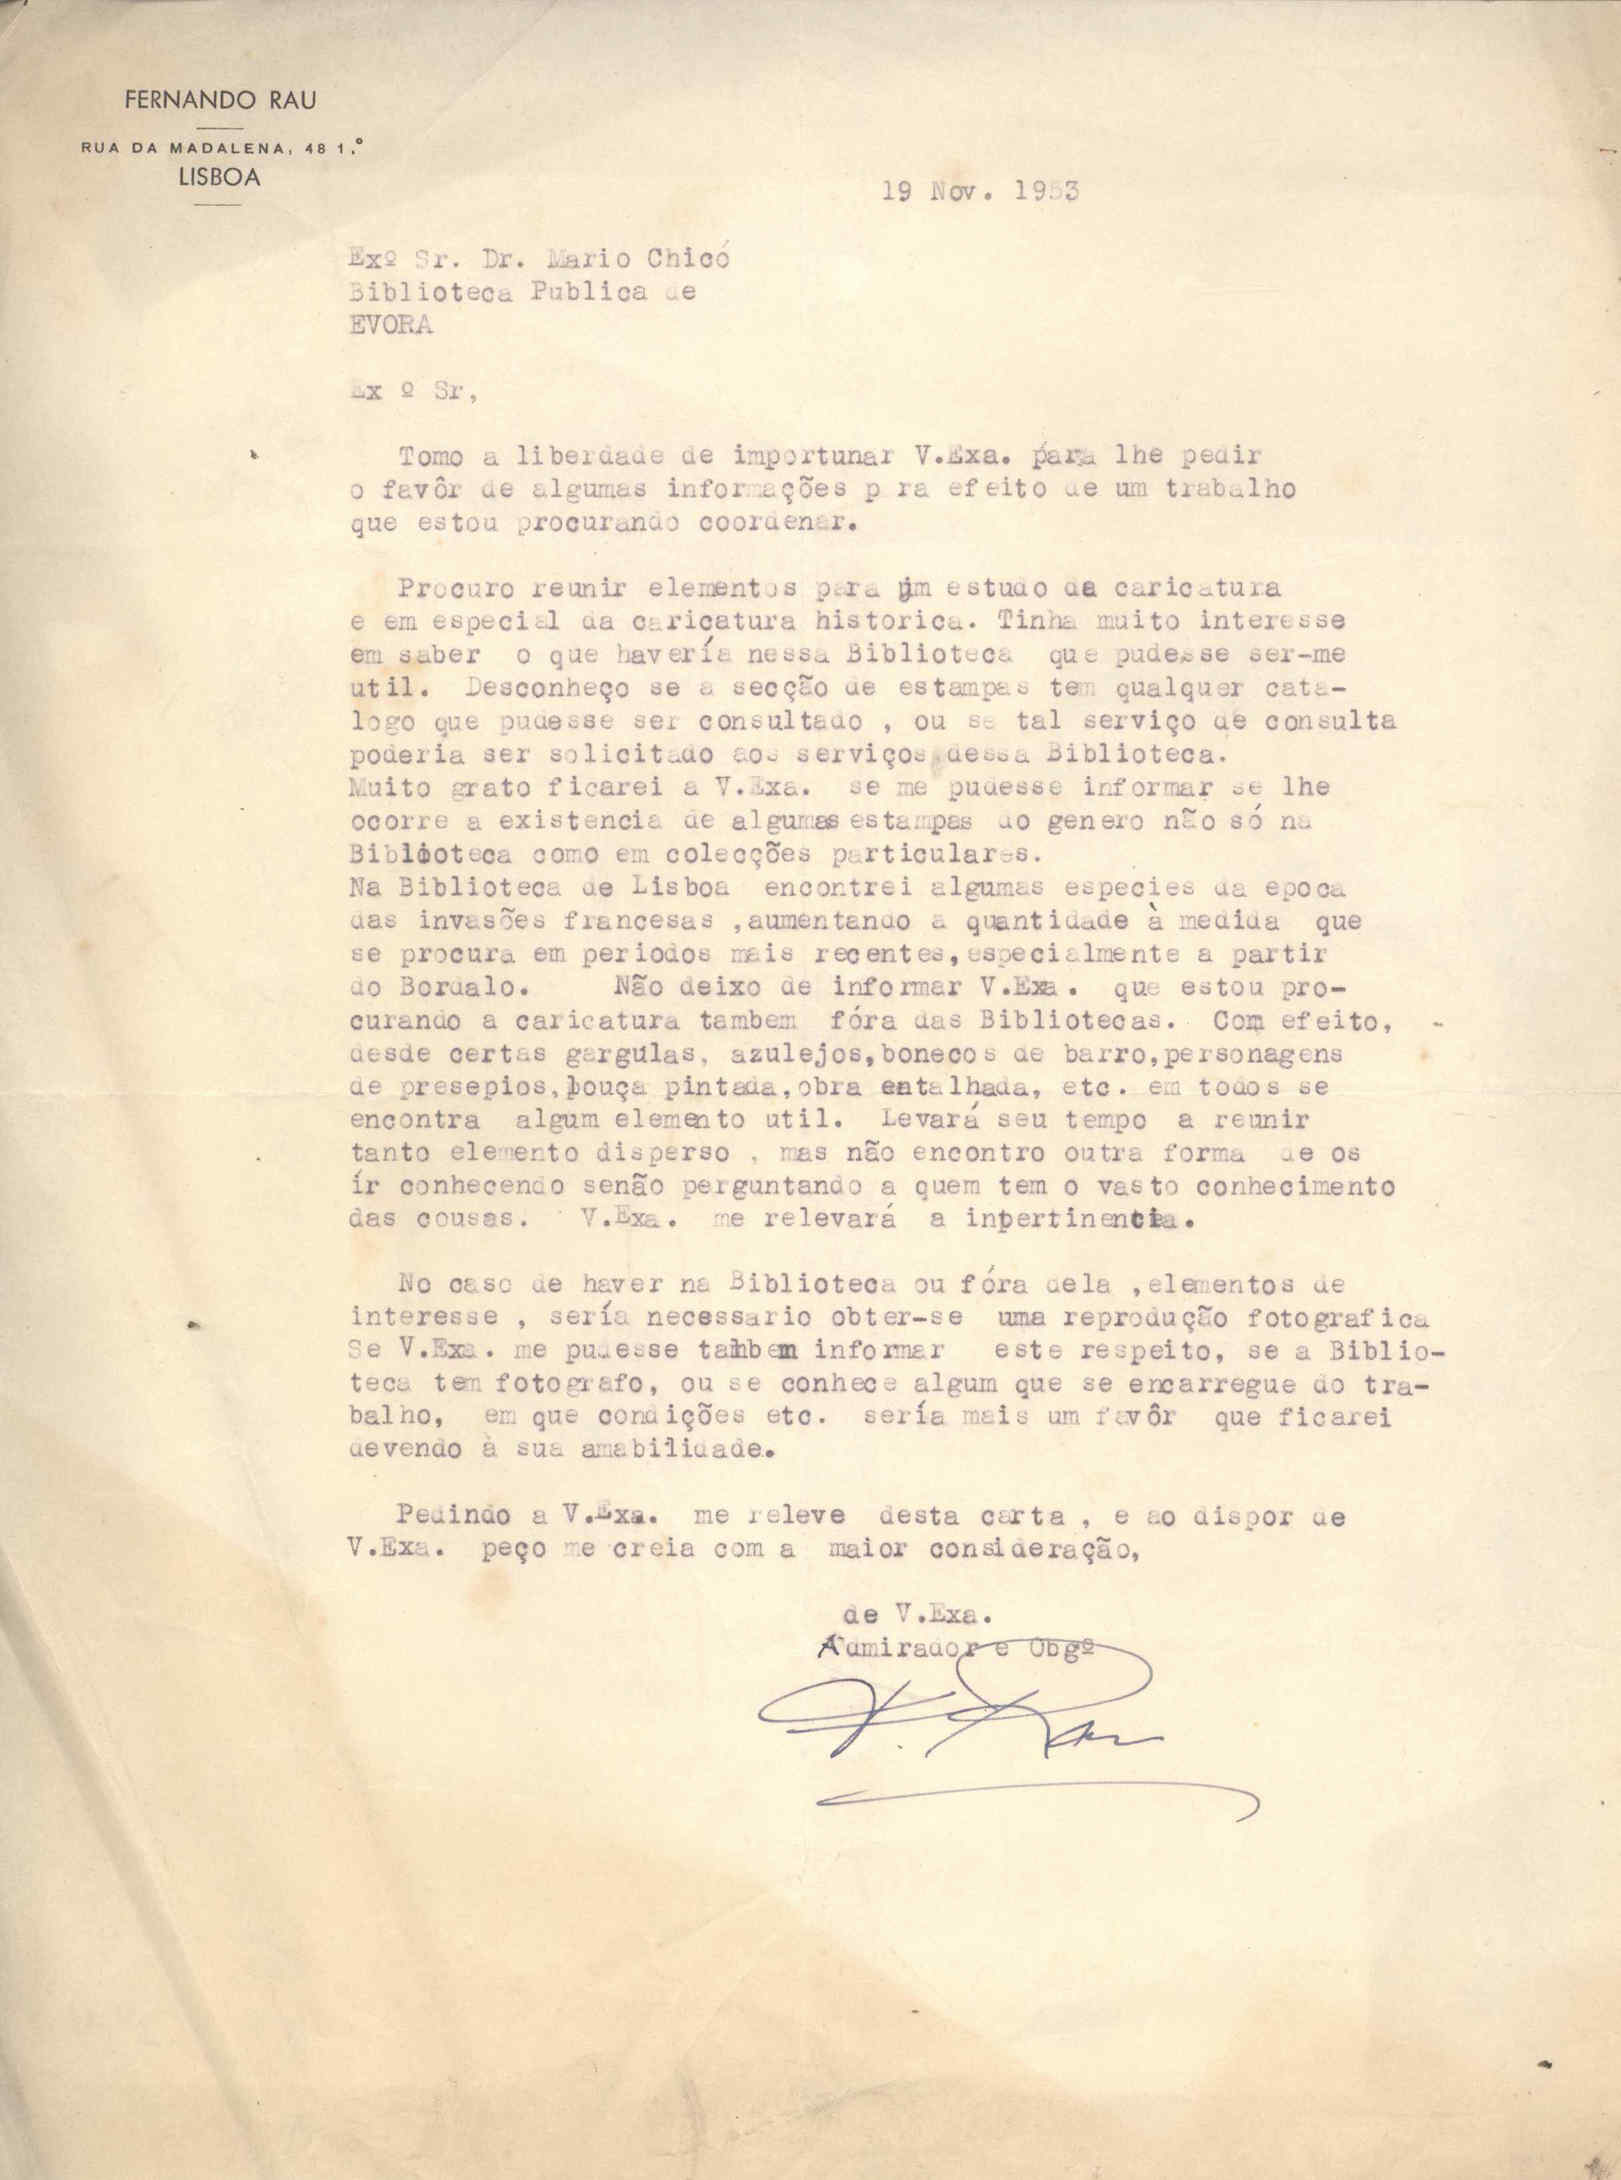 FERNANDO RAU
RUA DA MADALENA, 48 1.º
LISBOA
19 Nov. 1953
Exº Sr. Dr. Mario Chicó
Biblioteca Publica de
EVORA
Ex º Sr,
Tomo a liberdade de importunar V.Exa. para lhe pedir
o favôr de algumas informações p ra efeito de um trabalho
que estou procurando coordenar.
Procuro reunir elementos para um estudo da caricatura
e em especial da caricatura historica. Tinha muito interesse
em saber o que havería nessa Biblioteca que pudesse ser-me
util. Desconheço se a secção de estampas tem qualquer cata-
logo que pudesse ser consultado , ou se tal serviço de consulta
poderia ser solicitado aos serviços dessa Biblioteca.
Muito grato ficarei a V.Exa. se me pudesse informar se lhe
ocorre a existencia de algumas estampas do genero não só na
Biblioteca como em colecções particulares.
Na Biblioteca de Lisboa encontrei algumas especies da epoca
das invasões francesas ,aumentando a quantidade à medida que
se procura em periodos mais recentes,especialmente a partir
do Bordalo. Não deixo de informar V.Exa. que estou pro-
curando a caricatura tambem fóra das Bibliotecas. Com efeito,
desde certas gargulas, azulejos,bonecos de barro,personagens
de presepios,louça pintada,obra entalhada, etc. em todos se
encontra algum elemento util. Levará seu tempo a reunir
tanto elemento disperso , mas não encontro outra forma de os
ír conhecendo senão perguntando a quem tem o vasto conhecimento
das cousas. V.Exa. me relevará a inpertinencia.
No caso de haver na Biblioteca ou fóra dela ,elementos de
interesse , sería necessario obter-se uma reprodução fotografica
Se V.Exa. me pudesse tambem informar este respeito, se a Biblio-
teca tem fotografo, ou se conhece algum que se encarregue do tra-
balho, em que condições etc. sería mais um favôr que ficarei
devendo à sua amabilidade.
Pedindo a V.Exa. me releve desta carta , e ao dispor de
V.Exa. peço me creia com a maior consideração,
de V.Exa.
Admirador e Obgº
F. Rau